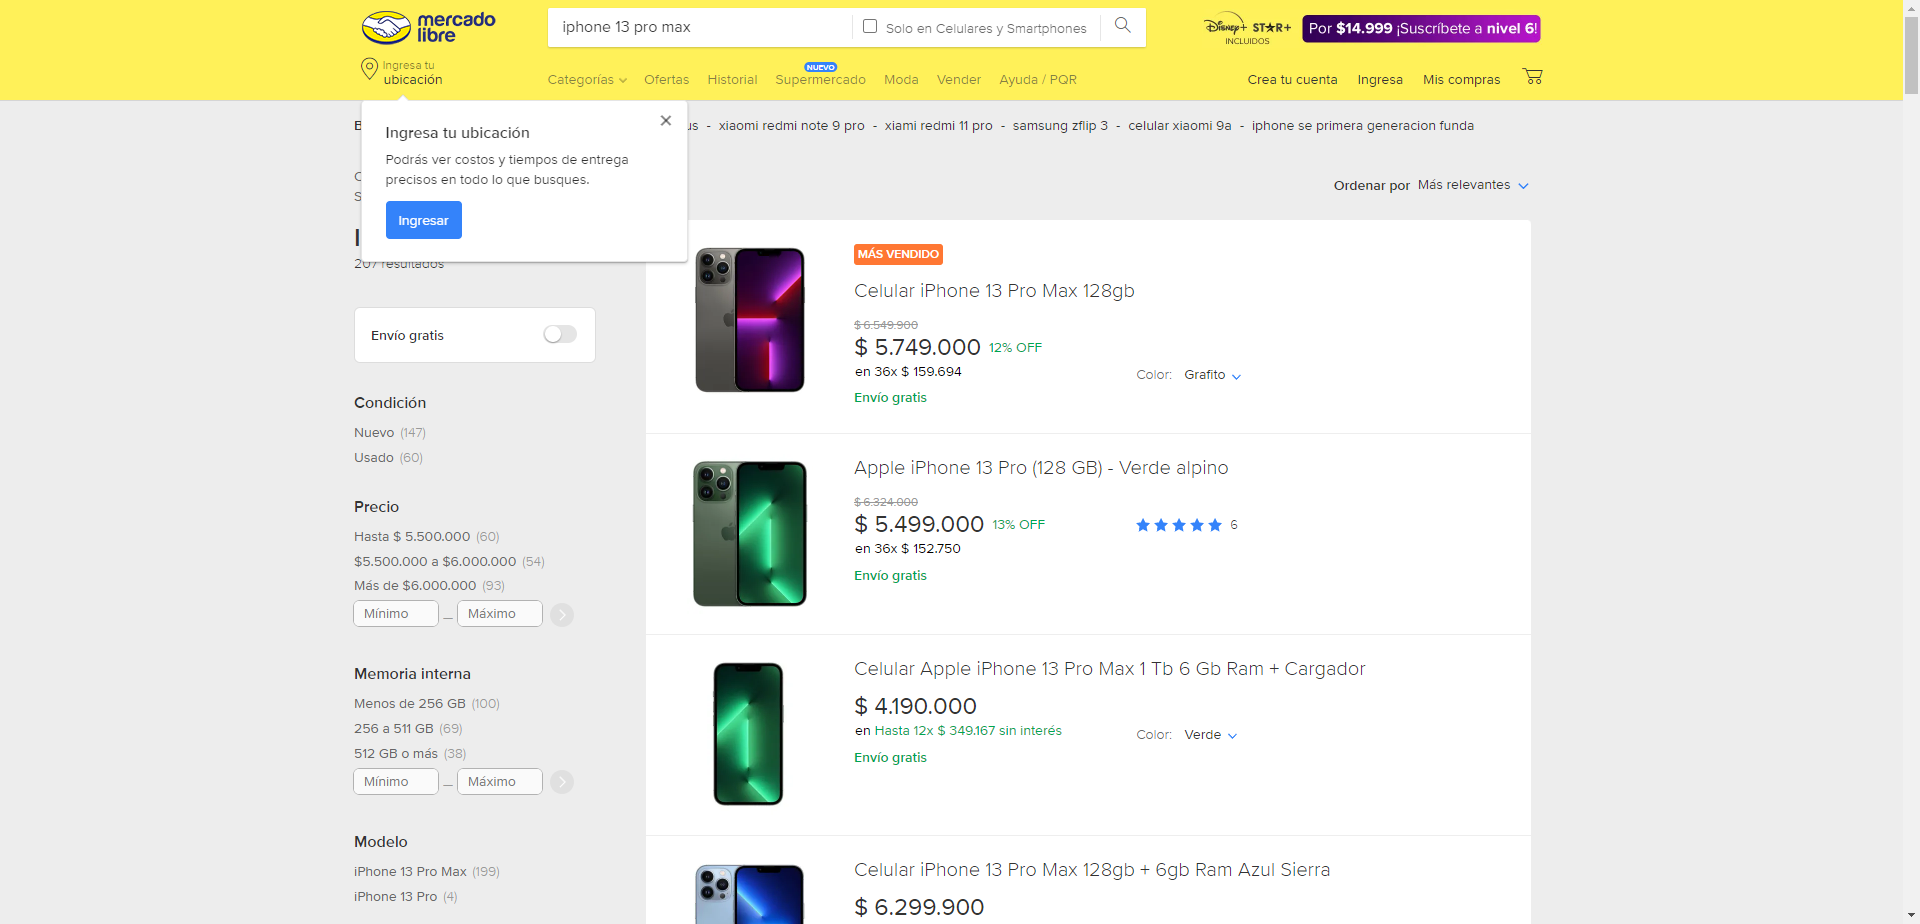 mercado
libre
iphone 13 pro max
Solo en Celulares y Smartphones
Disney+ STAR+
INCLUIDOS
Por $14.999 ¡Suscríbete a nivel 6!
Ingresa tu
ubicación
Categorías
Ofertas
Historial
Supermercado
NUEVO
Moda
Vender
Ayuda / PQR
Crea tu cuenta
Ingresa
Mis compras
Ingresa tu ubicación
Podrás ver costos y tiempos de entrega
precisos en todo lo que busques.
Ingresar
us - xiaomi redmi note 9 pro - xiami redmi 11 pro - samsung zflip 3 - celular xiaomi 9a - iphone se primera generacion funda
Ordenar por Más relevantes
207 resultados
Envío gratis
Condición
Nuevo (147)
Usado (60)
Precio
Hasta $ 5.500.000 (60)
$5.500.000 a $6.000.000 (54)
Más de $6.000.000 (93)
Mínimo — Máximo
Memoria interna
Menos de 256 GB (100)
256 a 511 GB (69)
512 GB o más (38)
Mínimo — Máximo
Modelo
iPhone 13 Pro Max (199)
iPhone 13 Pro (4)
MÁS VENDIDO
Celular iPhone 13 Pro Max 128gb
$ 6.549.900
$ 5.749.000 12% OFF
en 36x $ 159.694
Envío gratis
Color: Grafito
Apple iPhone 13 Pro (128 GB) - Verde alpino
$ 6.324.000
$ 5.499.000 13% OFF
en 36x $ 152.750
Envío gratis
6
Celular Apple iPhone 13 Pro Max 1 Tb 6 Gb Ram + Cargador
$ 4.190.000
en Hasta 12x $ 349.167 sin interés
Envío gratis
Color: Verde
Celular iPhone 13 Pro Max 128gb + 6gb Ram Azul Sierra
$ 6.299.900